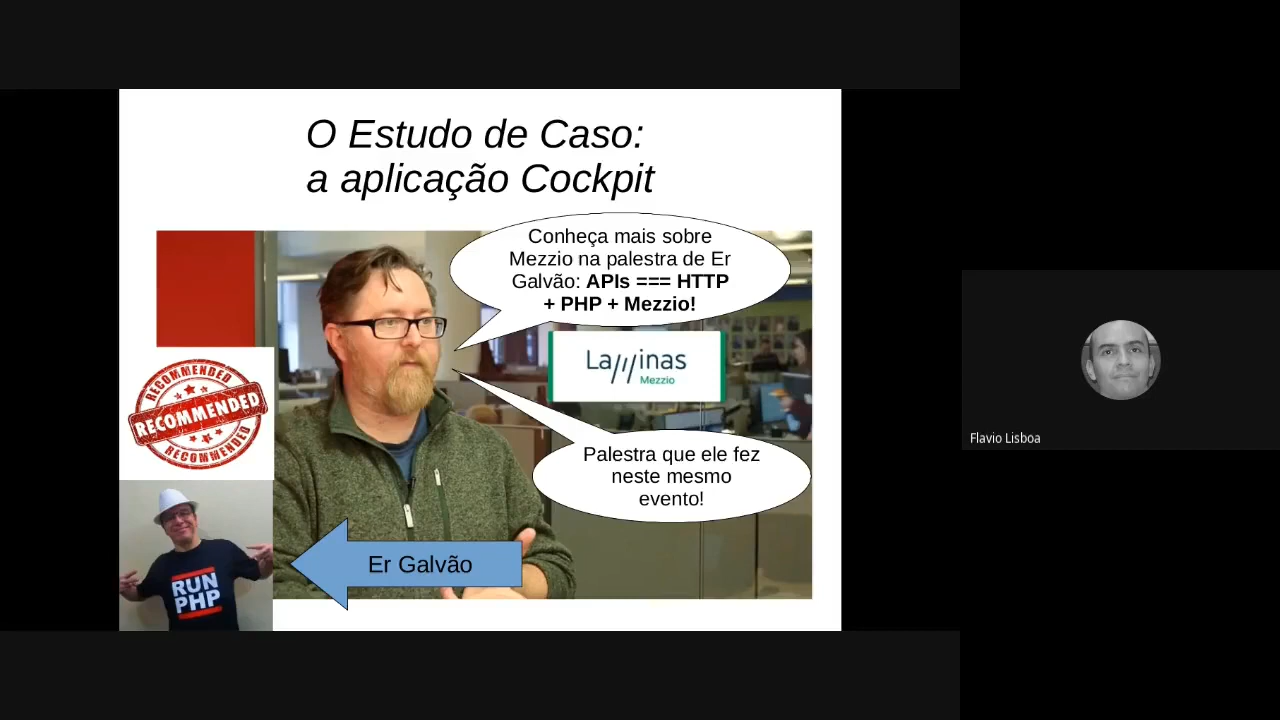 O Estudo de Caso:
a aplicação Cockpit
Conheça mais sobre
Mezzio na palestra de Er
Galvão: APIs === HTTP
+ PHP + Mezzio!
Laminas
Mezzio
RECOMMENDED
RECOMMENDED
RECOMMENDED
Palestra que ele fez
neste mesmo
evento!
Er Galvão
RUN
PHP
Flavio Lisboa